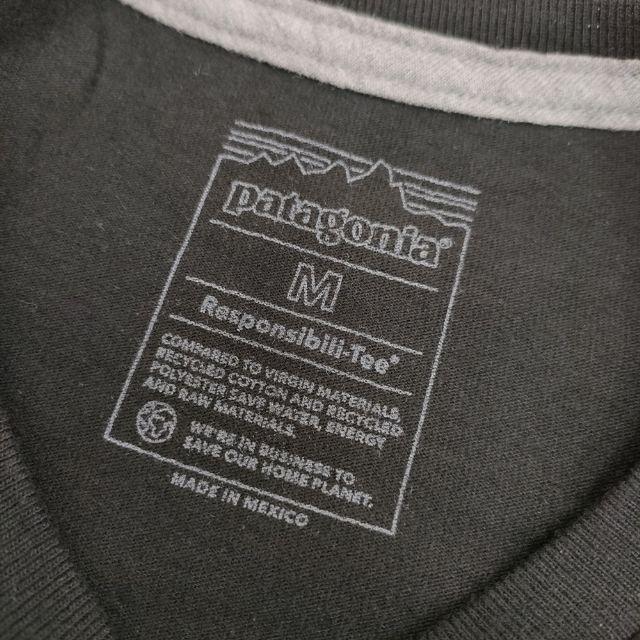 patagonia®
M
Responsibili-Tee®
COMPARED TO VIRGIN MATERIALS,
RECYCLED COTTON AND RECYCLED
POLYESTER SAVE WATER, ENERGY
AND RAW MATERIALS.
WE'RE IN BUSINESS TO
SAVE OUR HOME PLANET.
MADE IN MEXICO